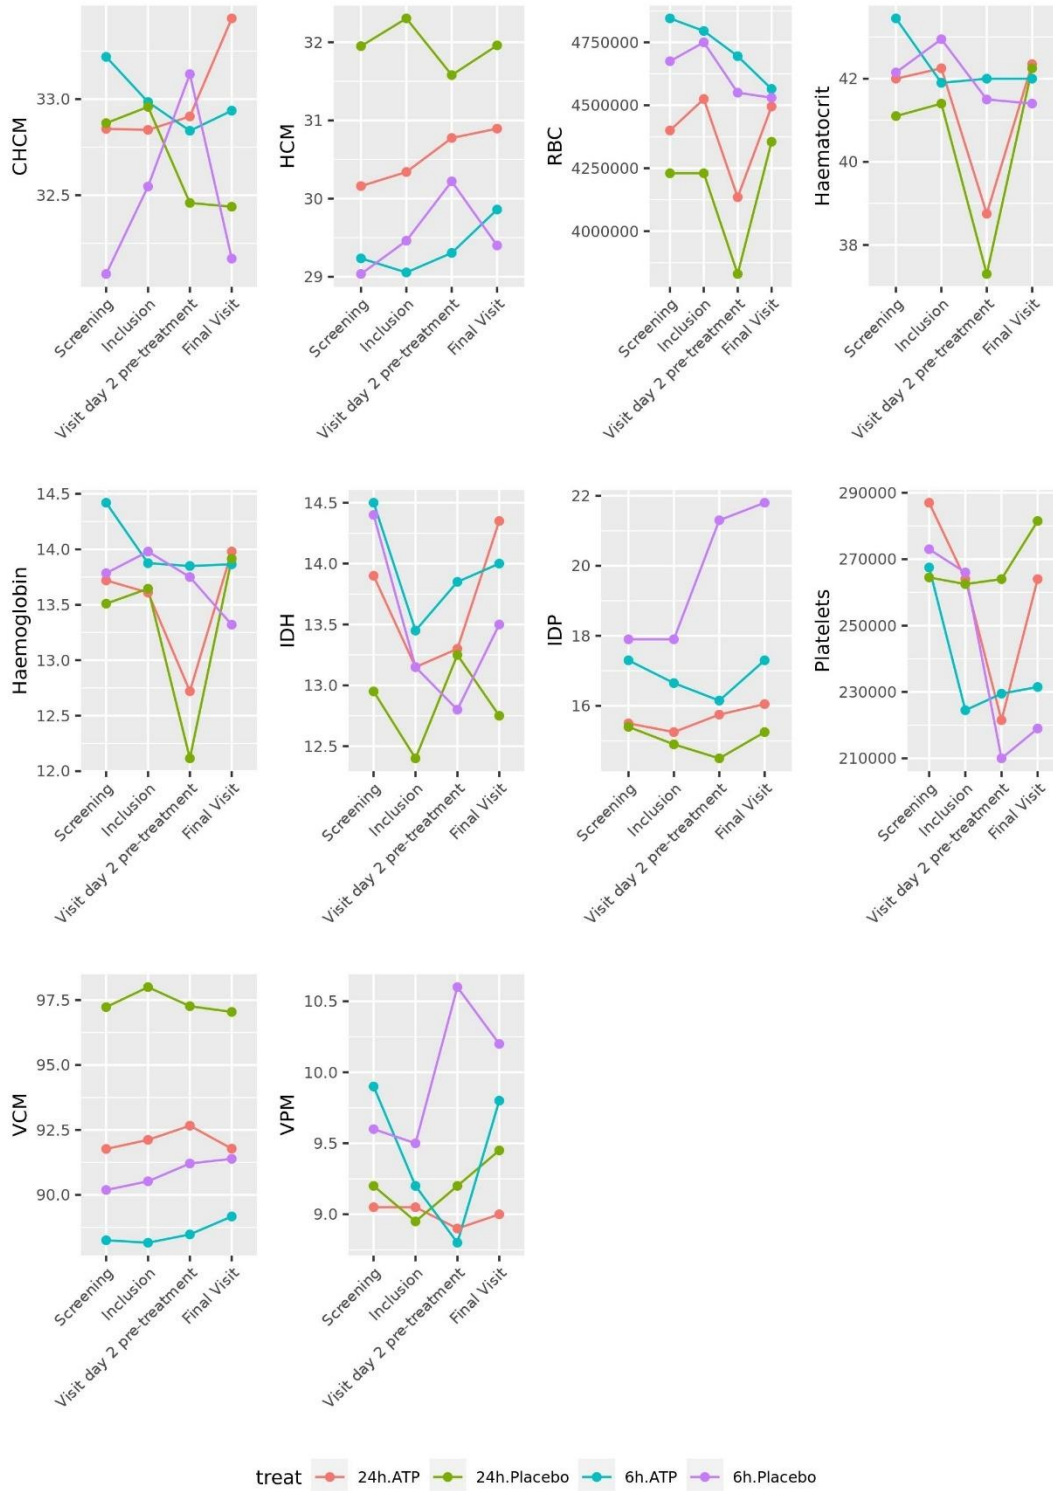 CHCM
33.0
32.5
Screening
Inclusion
Visit day 2 pre-treatment
Final Visit
HCM
32
31
30
29
Screening
Inclusion
Visit day 2 pre-treatment
Final Visit
RBC
4750000
4500000
4250000
4000000
Screening
Inclusion
Visit day 2 pre-treatment
Final Visit
Haematocrit
42
40
38
Screening
Inclusion
Visit day 2 pre-treatment
Final Visit
Haemoglobin
14.5
14.0
13.5
13.0
12.5
12.0
Screening
Inclusion
Visit day 2 pre-treatment
Final Visit
IDH
14.5
14.0
13.5
13.0
12.5
Screening
Inclusion
Visit day 2 pre-treatment
Final Visit
IDP
22
20
18
16
Screening
Inclusion
Visit day 2 pre-treatment
Final Visit
Platelets
290000
270000
250000
230000
210000
Screening
Inclusion
Visit day 2 pre-treatment
Final Visit
VCM
97.5
95.0
92.5
90.0
Screening
Inclusion
Visit day 2 pre-treatment
Final Visit
VPM
10.5
10.0
9.5
9.0
Screening
Inclusion
Visit day 2 pre-treatment
Final Visit
treat 24h.ATP 24h.Placebo 6h.ATP 6h.Placebo